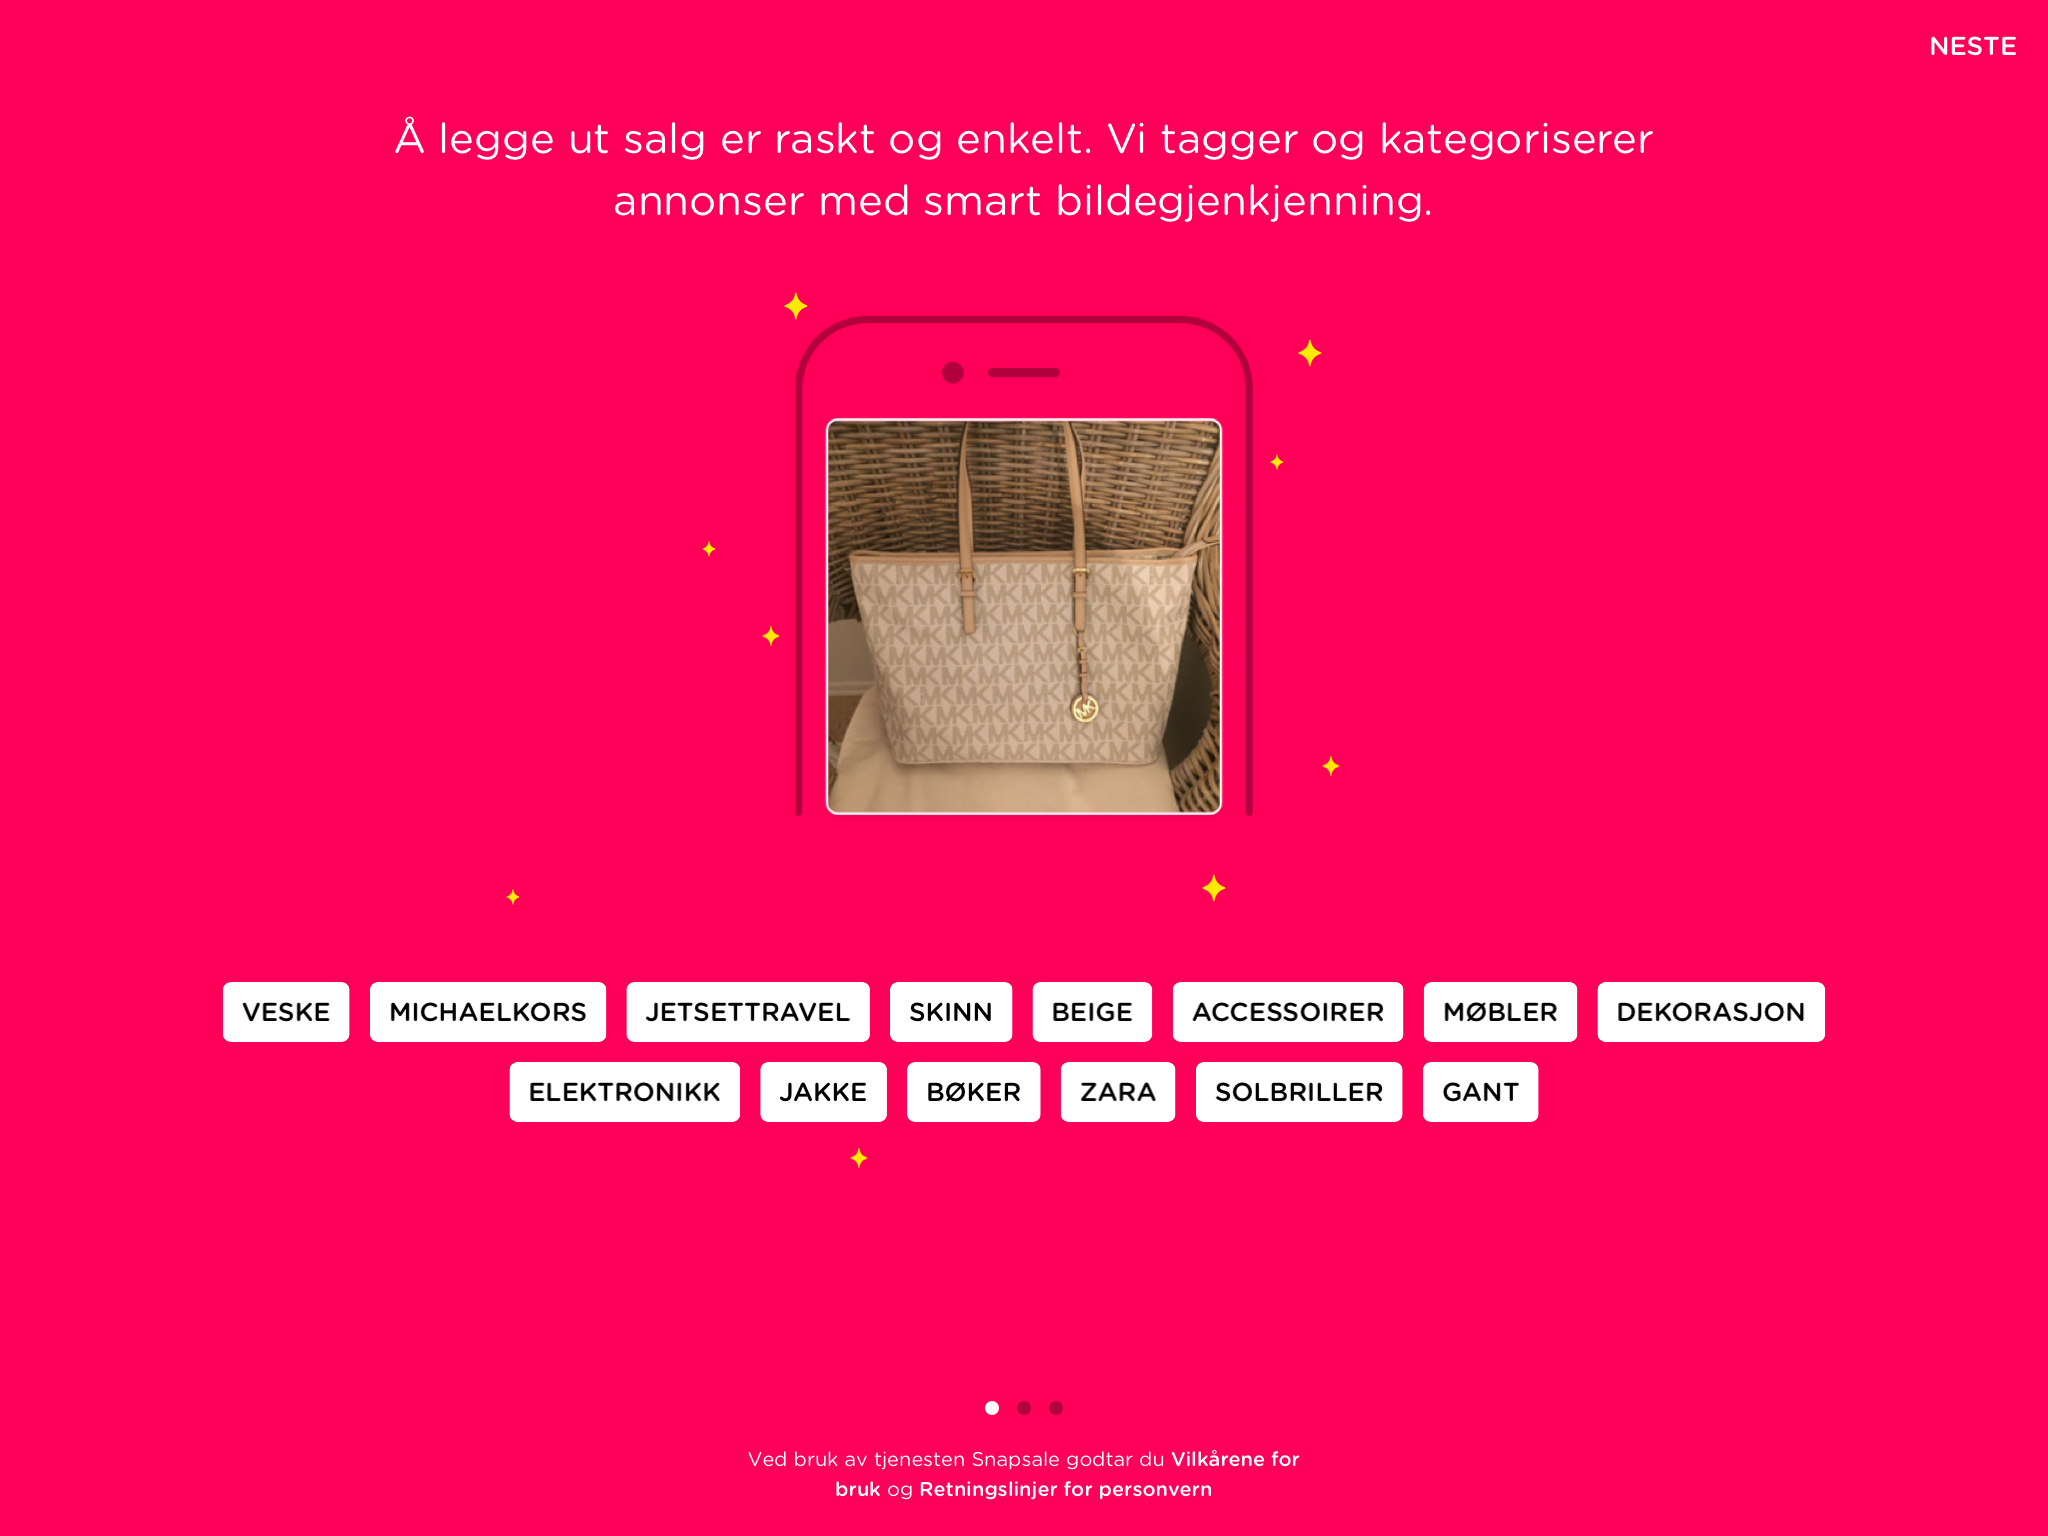 NESTE
Å legge ut salg er raskt og enkelt. Vi tagger og kategoriserer
annonser med smart bildegjenkjenning.
MK
VESKE MICHAELKORS JETSETTRAVEL SKINN BEIGE ACCESSOIRER MØBLER DEKORASJON
ELEKTRONIKK JAKKE BØKER ZARA SOLBRILLER GANT
Ved bruk av tjenesten Snapsale godtar du Vilkårene for
bruk og Retningslinjer for personvern